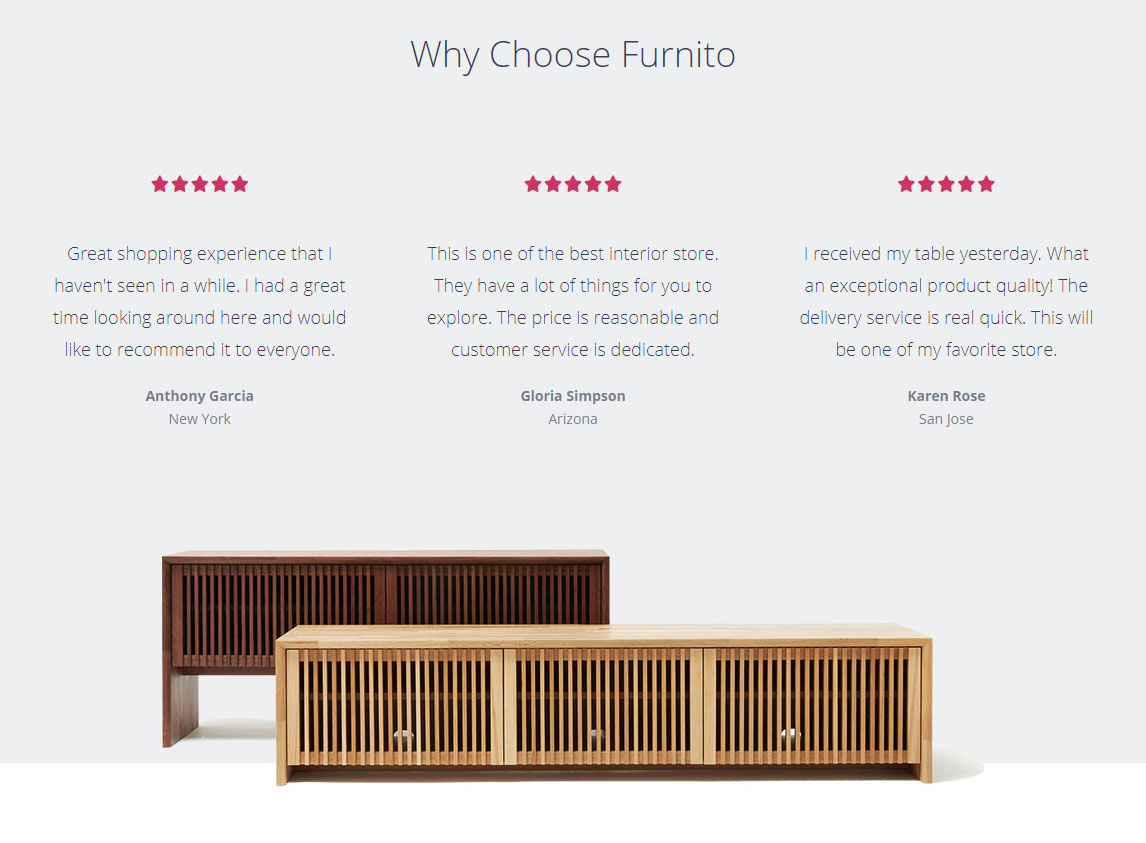 Why Choose Furnito
Great shopping experience that I
haven't seen in a while. I had a great
time looking around here and would
like to recommend it to everyone.
Anthony Garcia
New York
This is one of the best interior store.
They have a lot of things for you to
explore. The price is reasonable and
customer service is dedicated.
Gloria Simpson
Arizona
I received my table yesterday. What
an exceptional product quality! The
delivery service is real quick. This will
be one of my favorite store.
Karen Rose
San Jose